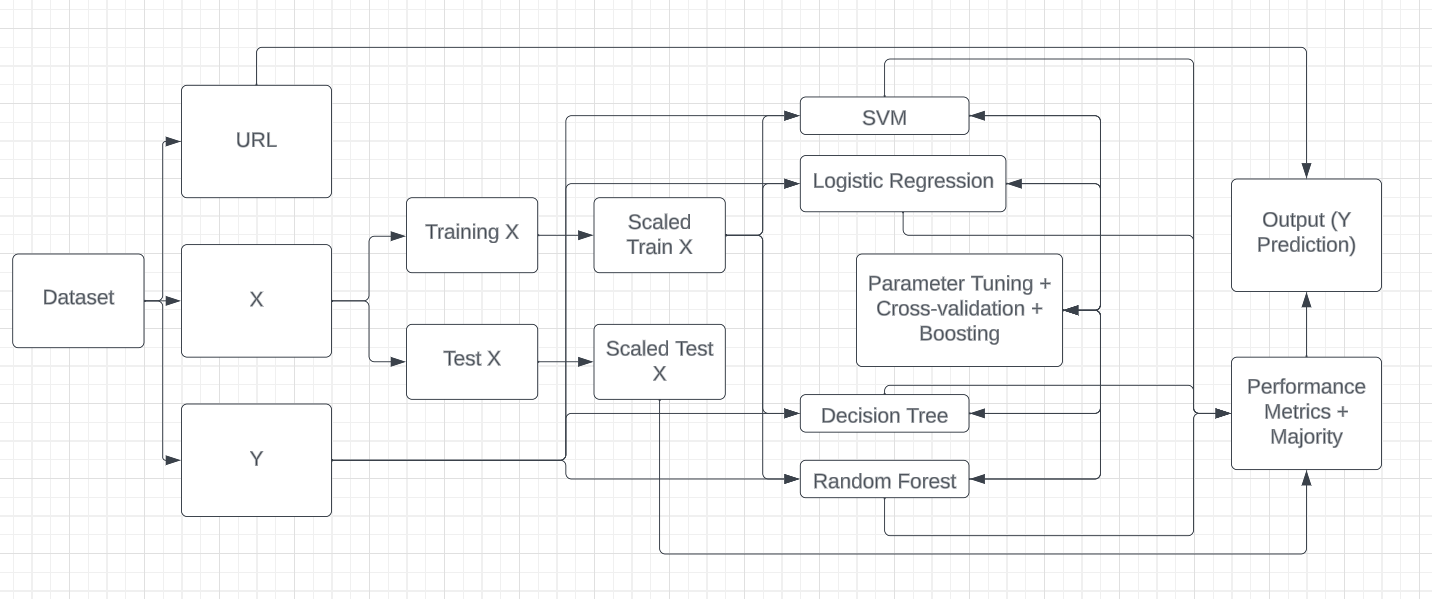 Dataset
URL
X
Y
Training X
Test X
Scaled
Train X
Scaled Test
X
SVM
Logistic Regression
Parameter Tuning +
Cross-validation +
Boosting
Decision Tree
Random Forest
Output (Y
Prediction)
Performance
Metrics +
Majority